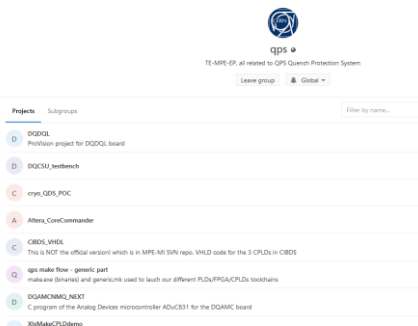 qps
TE-MPE-EP, all related to QPS Quench Protection System
Leave group
Global
Projects Subgroups
Filter by name...
D
DQDQL
ProVision project for DQDQL board
D
DQCSU_testbench
C
cryo_QDS_POC
A
Altera_CoreCommander
C
CIBDS_VHDL
This is NOT the official version! which is in MPE-MI SVN repo. VHLD code for the 3 CPLDs in CIBDS
Q
qps make flow - generic part
make.exe (binaries) and generic.mk used to lauch our different PLDs/FPGA/CPLDs toolchains
D
DQAMCNMQ_NEXT
C program of the Analog Devices microcontroller ADuC831 for the DQAMC board
XlsMakeCPLDdemo